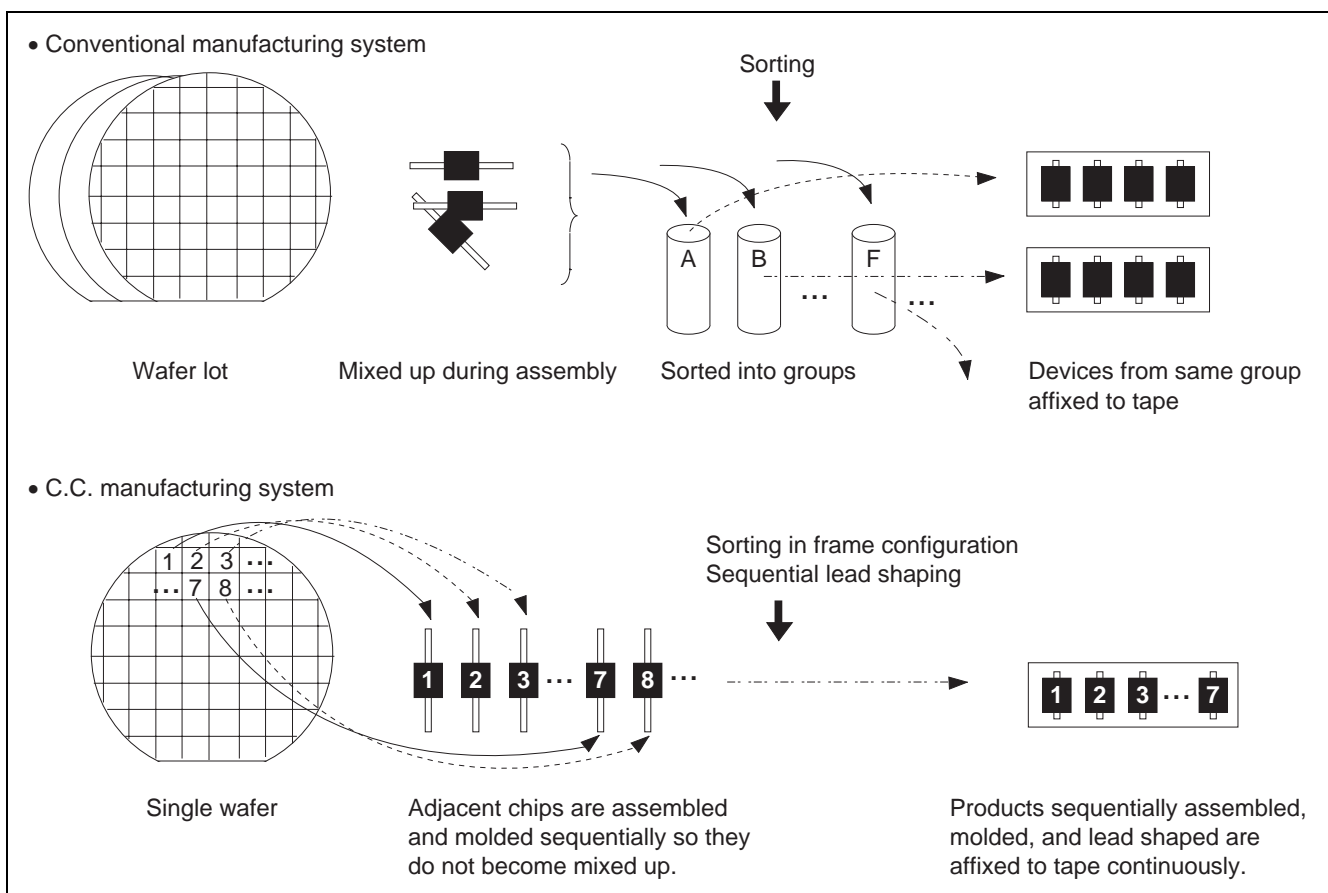 • Conventional manufacturing system
Sorting
A B F
... ...
Wafer lot
Mixed up during assembly
Sorted into groups
Devices from same group
affixed to tape
• C.C. manufacturing system
1 2 3 ...
... 7 8 ...
Sorting in frame configuration
Sequential lead shaping
1 2 3 ... 7 8 ...
1 2 3 ... 7
Single wafer
Adjacent chips are assembled
and molded sequentially so they
do not become mixed up.
Products sequentially assembled,
molded, and lead shaped are
affixed to tape continuously.